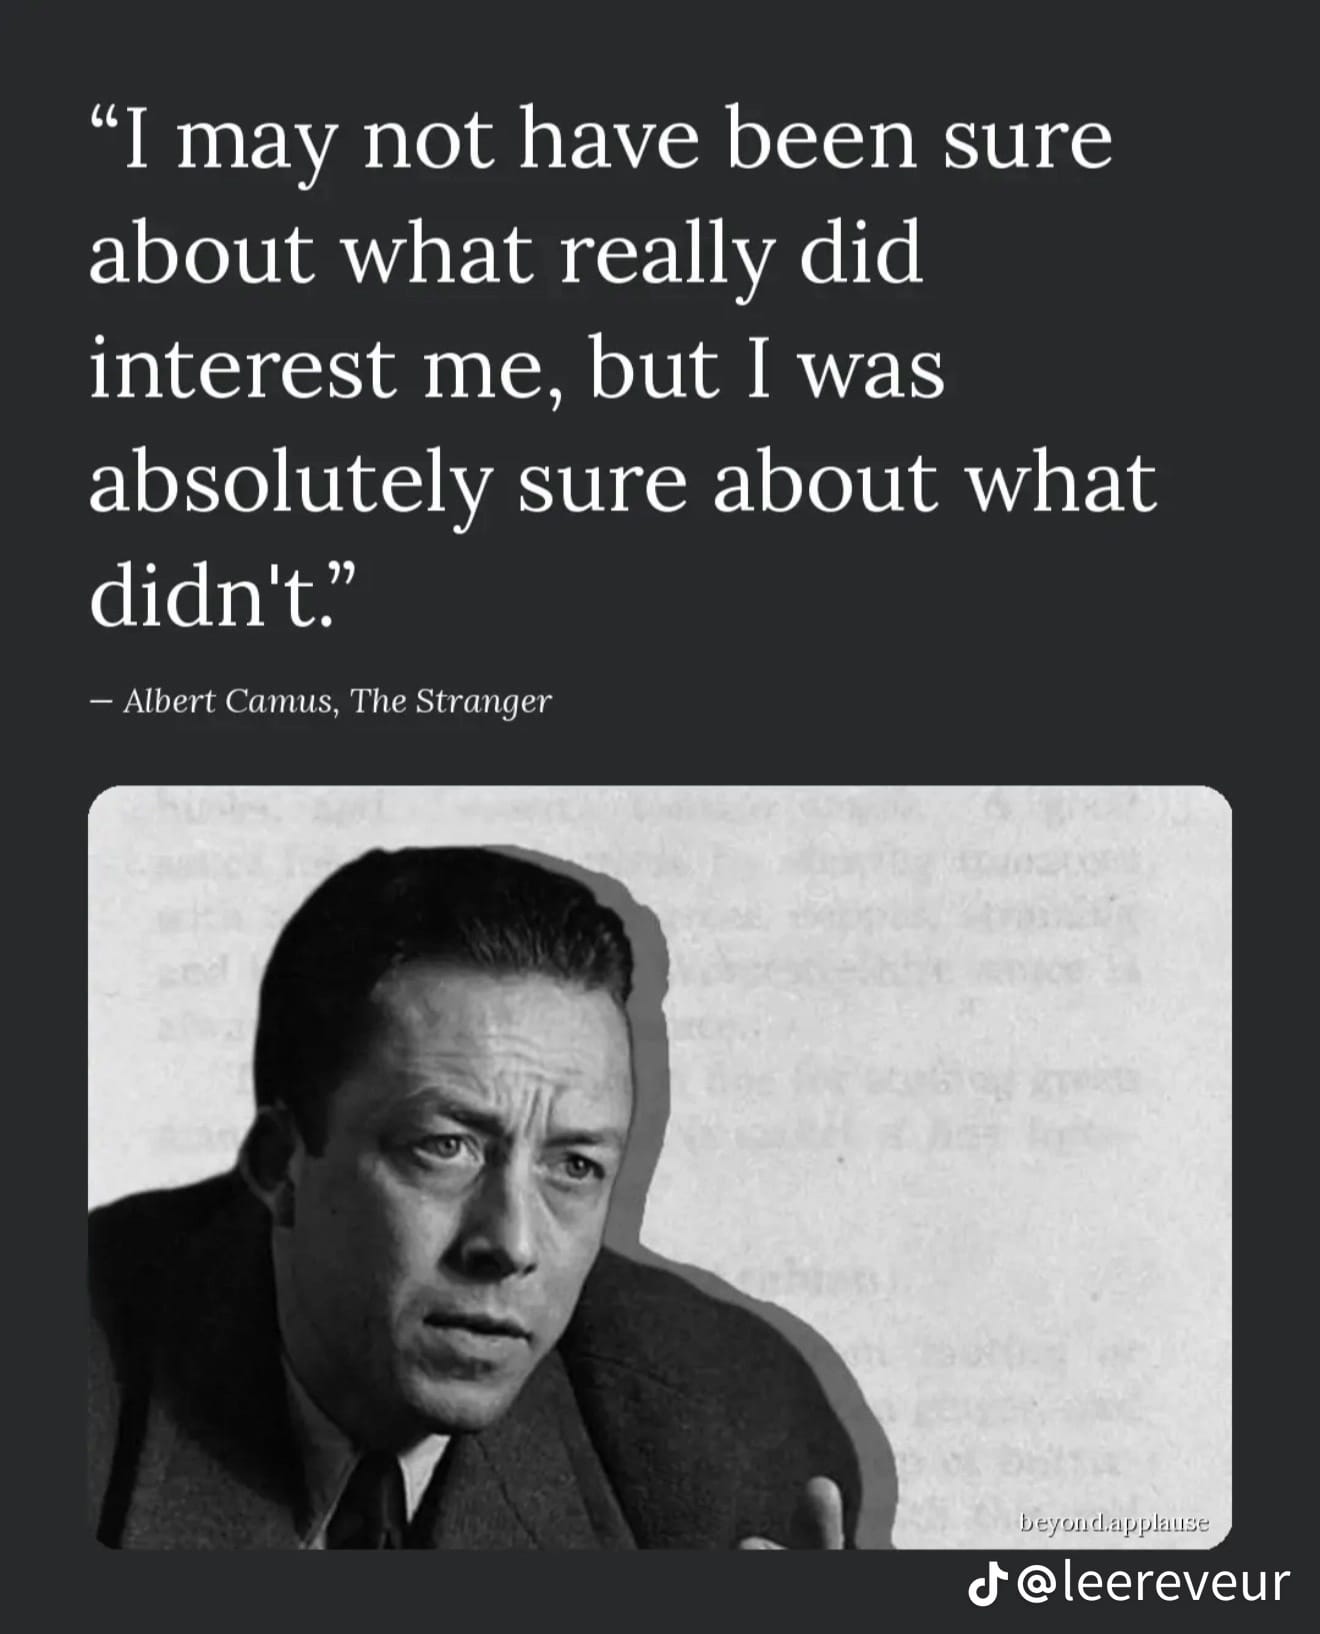 “I may not have been sure
about what really did
interest me, but I was
absolutely sure about what
didn't.”
— Albert Camus, The Stranger
beyond.applause
@leereveur